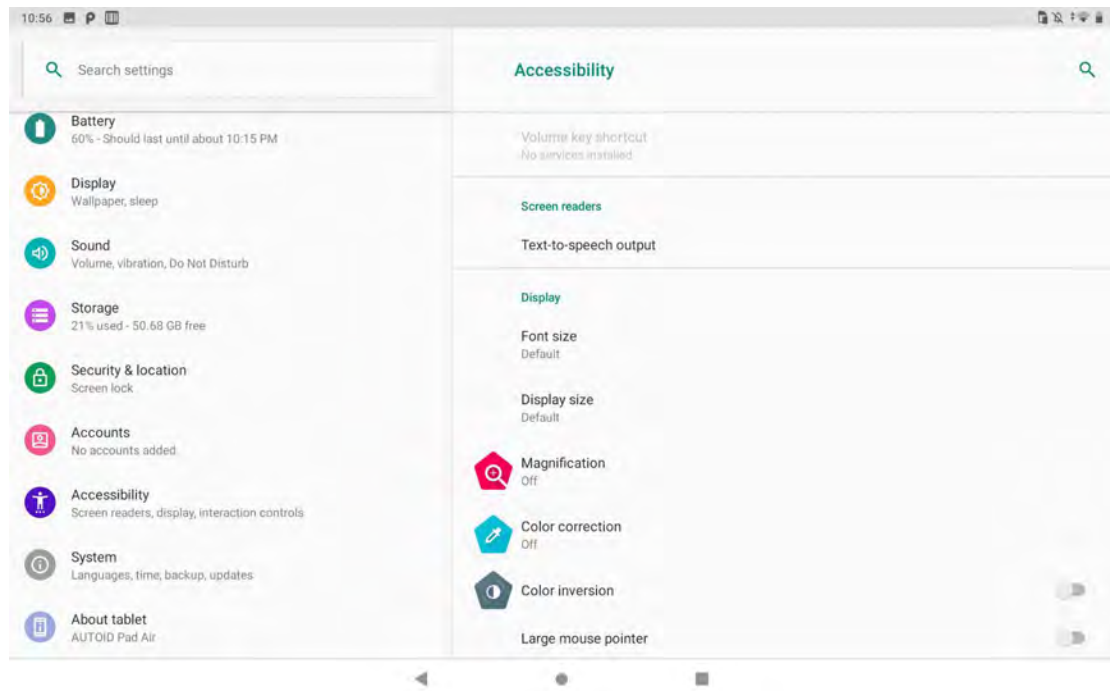 10:56
Search settings
Battery
60% - Should last until about 10:15 PM
Display
Wallpaper, sleep
Sound
Volume, vibration, Do Not Disturb
Storage
21% used - 50.68 GB free
Security & location
Screen lock
Accounts
No accounts added
Accessibility
Screen readers, display, interaction controls
System
Languages, time, backup, updates
About tablet
AUTOID Pad Air
Accessibility
Volume key shortcut
No services installed
Screen readers
Text-to-speech output
Display
Font size
Default
Display size
Default
Magnification
Off
Color correction
Off
Color inversion
Large mouse pointer